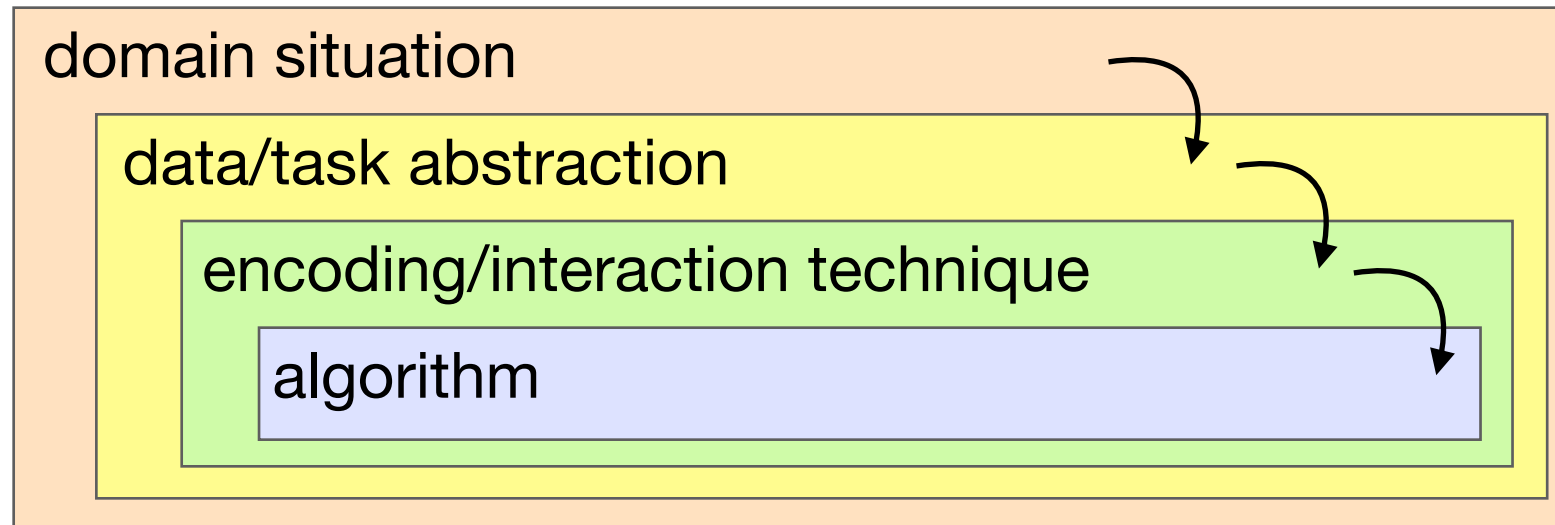 domain situation
data/task abstraction
encoding/interaction technique
algorithm